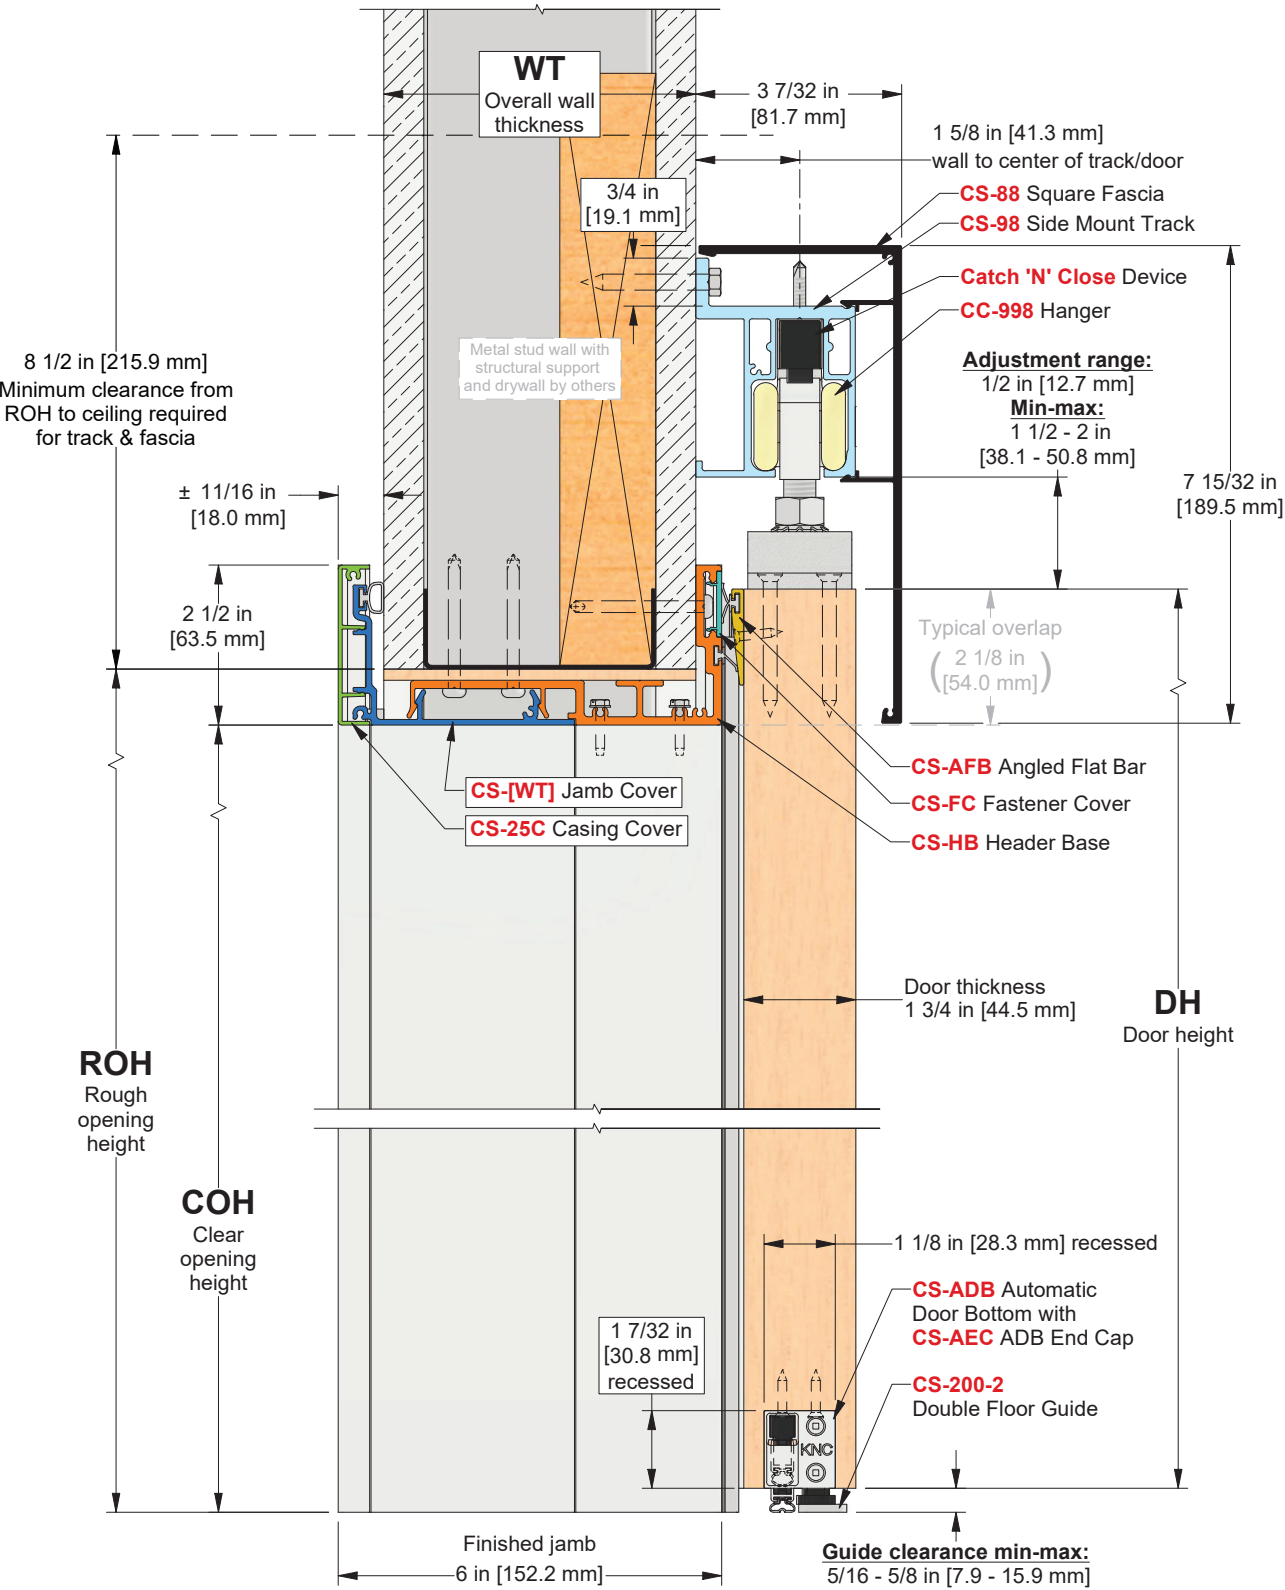 WT
Overall wall
thickness
3 7/32 in
[81.7 mm]
1 5/8 in [41.3 mm]
wall to center of track/door
3/4 in
[19.1 mm]
CS-88 Square Fascia
CS-98 Side Mount Track
Catch 'N' Close Device
CC-998 Hanger
Metal stud wall with
structural support
and drywall by others
8 1/2 in [215.9 mm]
Minimum clearance from
ROH to ceiling required
for track & fascia
Adjustment range:
1/2 in [12.7 mm]
Min-max:
1 1/2 - 2 in
[38.1 - 50.8 mm]
7 15/32 in
[189.5 mm]
± 11/16 in
[18.0 mm]
2 1/2 in
[63.5 mm]
Typical overlap
(2 1/8 in
[54.0 mm])
CS-AFB Angled Flat Bar
CS-FC Fastener Cover
CS-HB Header Base
CS-[WT] Jamb Cover
CS-25C Casing Cover
Door thickness
1 3/4 in [44.5 mm]
DH
Door height
ROH
Rough
opening
height
COH
Clear
opening
height
1 1/8 in [28.3 mm] recessed
CS-ADB Automatic
Door Bottom with
CS-AEC ADB End Cap
1 7/32 in
[30.8 mm]
recessed
CS-200-2
Double Floor Guide
KNC
Finished jamb
6 in [152.2 mm]
Guide clearance min-max:
5/16 - 5/8 in [7.9 - 15.9 mm]